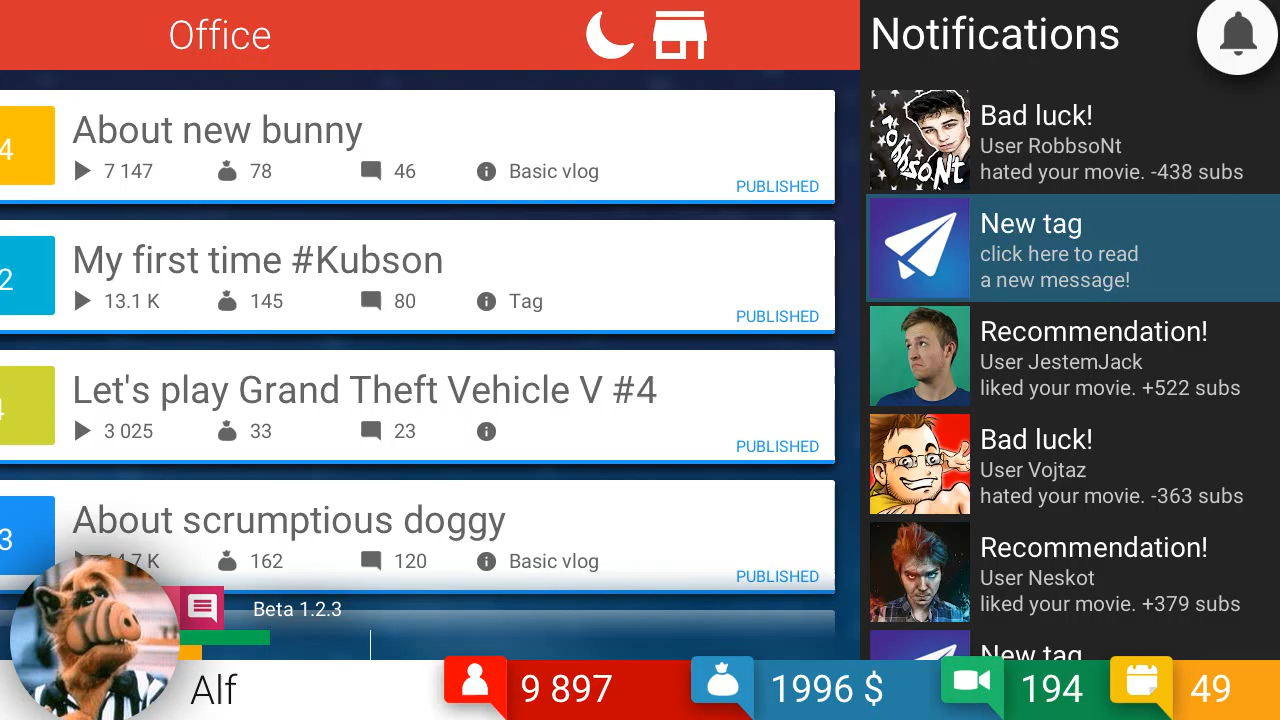 Office
Notifications
4
About new bunny
7 147
78
46
Basic vlog
PUBLISHED
2
My first time #Kubson
13.1 K
145
80
Tag
PUBLISHED
4
Let's play Grand Theft Vehicle V #4
3 025
33
23
PUBLISHED
3
About scrumptious doggy
14.7 K
162
120
Basic vlog
PUBLISHED
Beta 1.2.3
Alf
9 897
1996 $
194
49
RobbsoNt
Bad luck!
User RobbsoNt
hated your movie. -438 subs
New tag
click here to read
a new message!
Recommendation!
User JestemJack
liked your movie. +522 subs
Bad luck!
User Vojtaz
hated your movie. -363 subs
Recommendation!
User Neskot
liked your movie. +379 subs
New tag